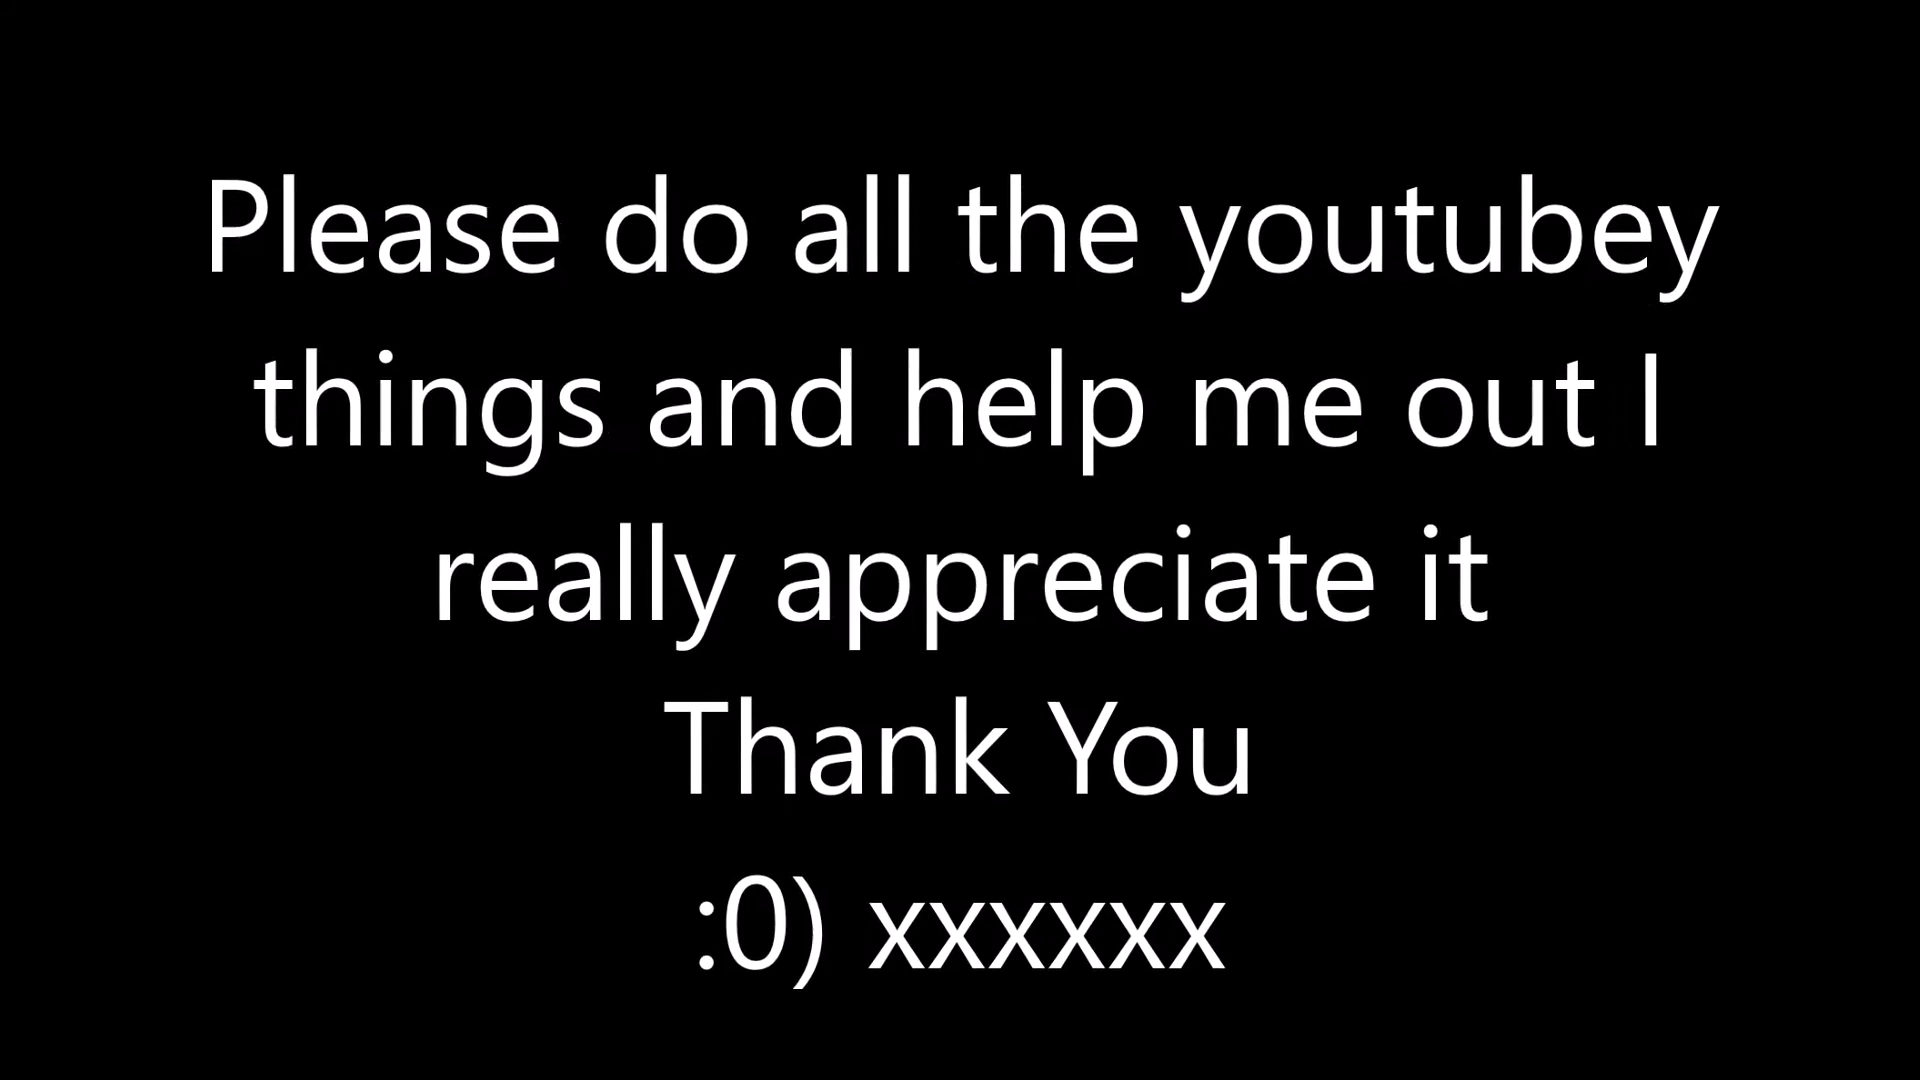 Please do all the youtubey
things and help me out I
really appreciate it
Thank You
:0) xxxxxx